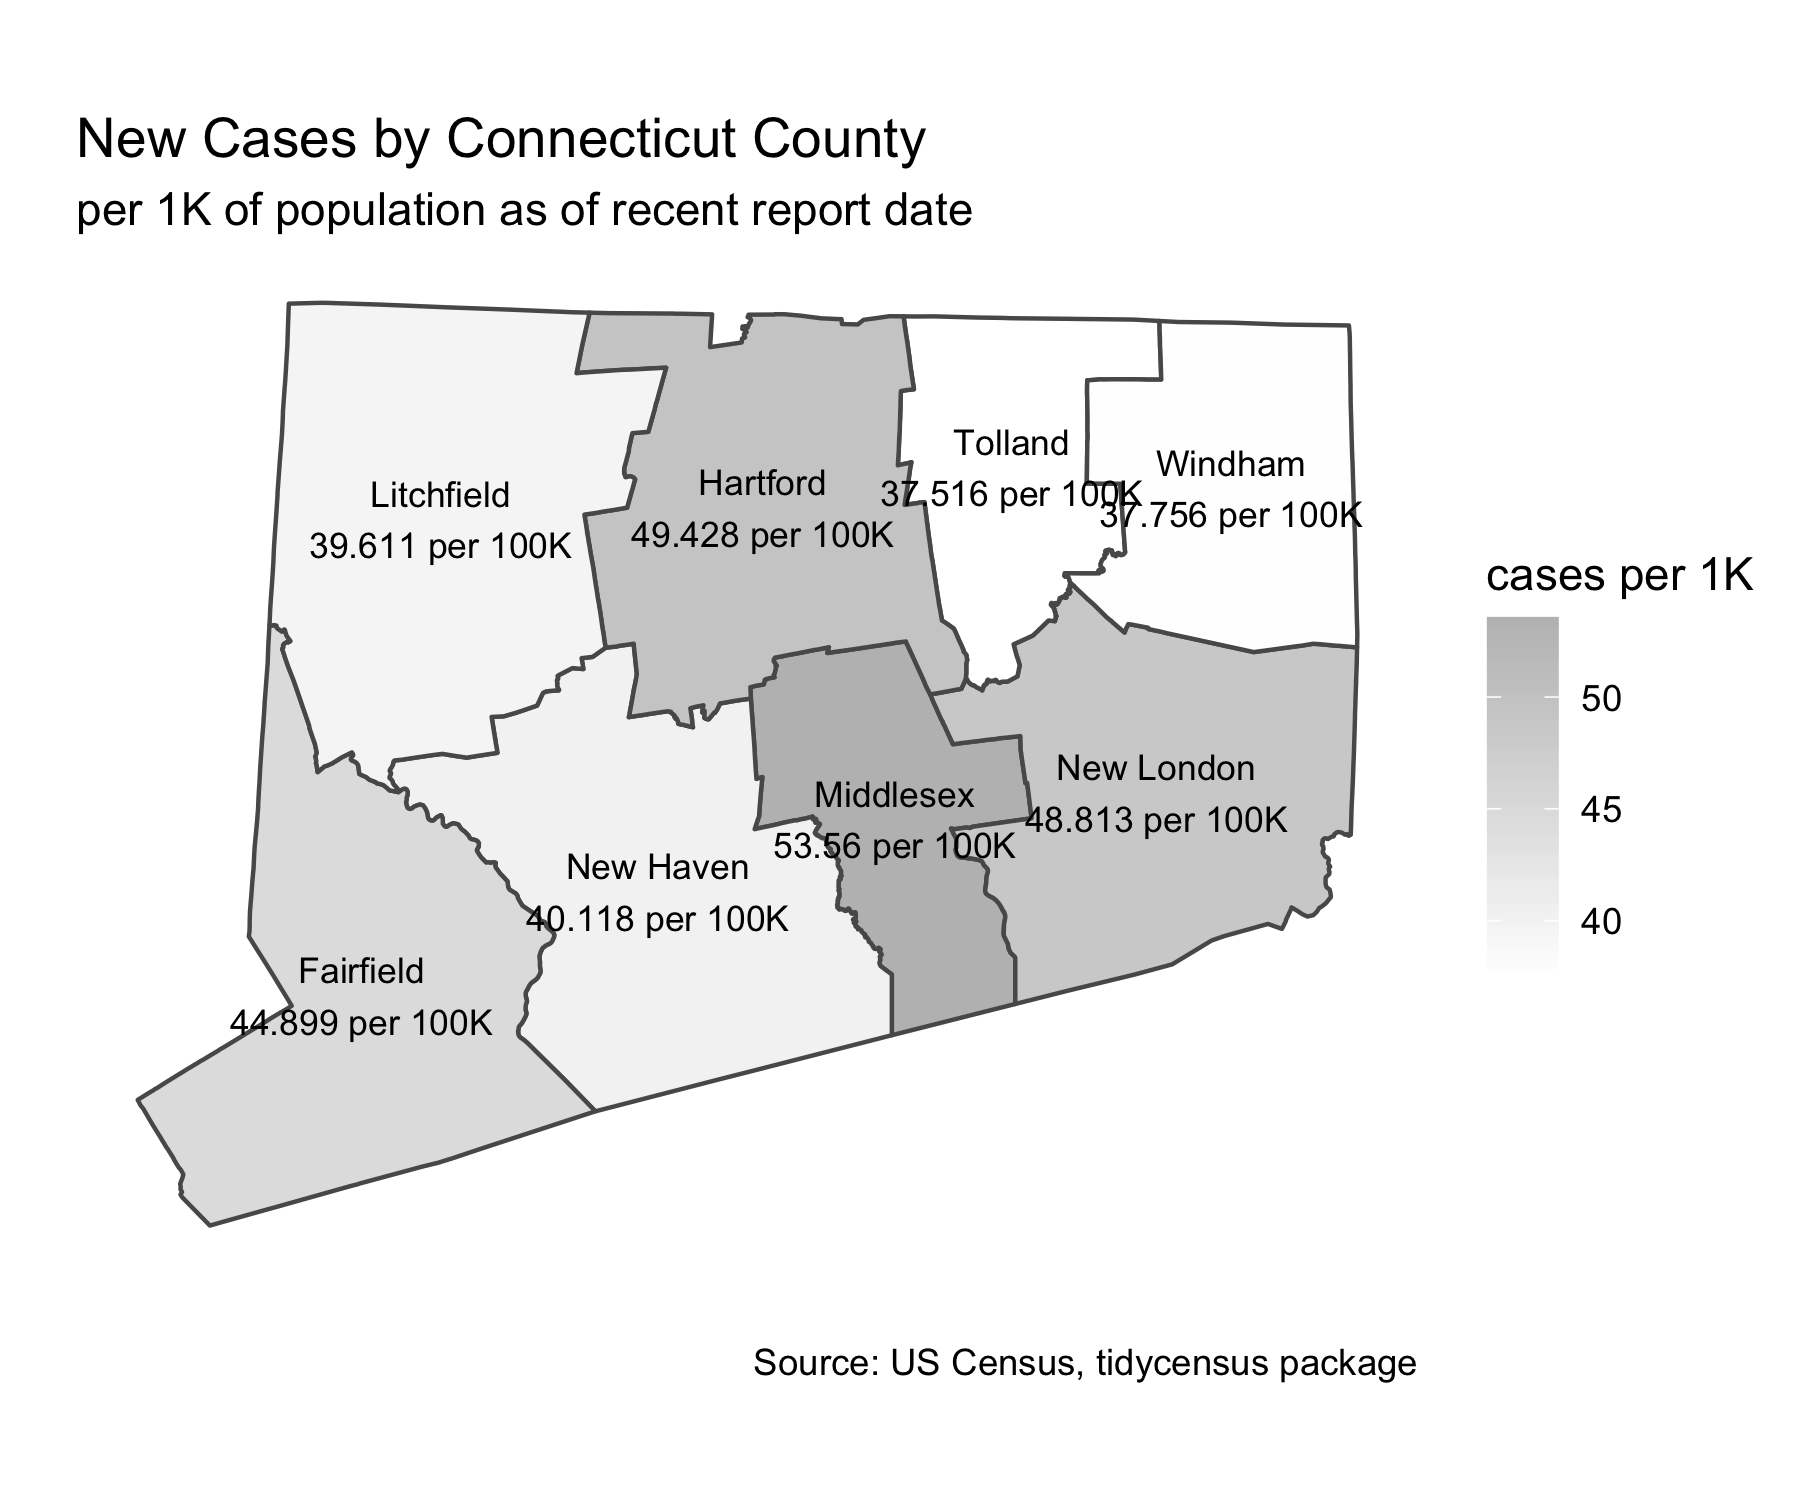 New Cases by Connecticut County
per 1K of population as of recent report date
Litchfield
39.611 per 100K
Hartford
49.428 per 100K
Tolland
37.516 per 100K
Windham
37.756 per 100K
Middlesex
53.56 per 100K
New London
48.813 per 100K
New Haven
40.118 per 100K
Fairfield
44.899 per 100K
cases per 1K
50
45
40
Source: US Census, tidycensus package